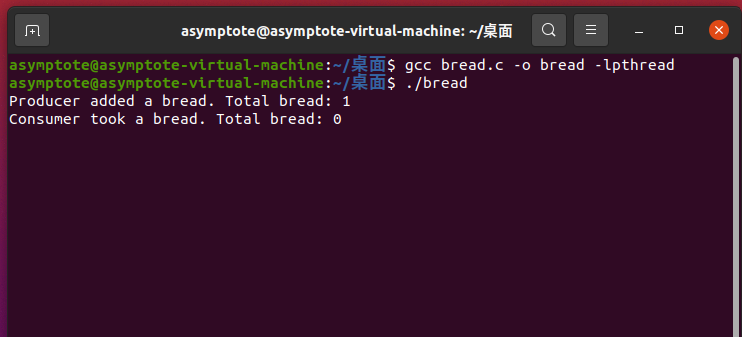 asymptote@asymptote-virtual-machine: ~/桌面
asymptote@asymptote-virtual-machine:~/桌面$ gcc bread.c -o bread -lpthread
asymptote@asymptote-virtual-machine:~/桌面$ ./bread
Producer added a bread. Total bread: 1
Consumer took a bread. Total bread: 0